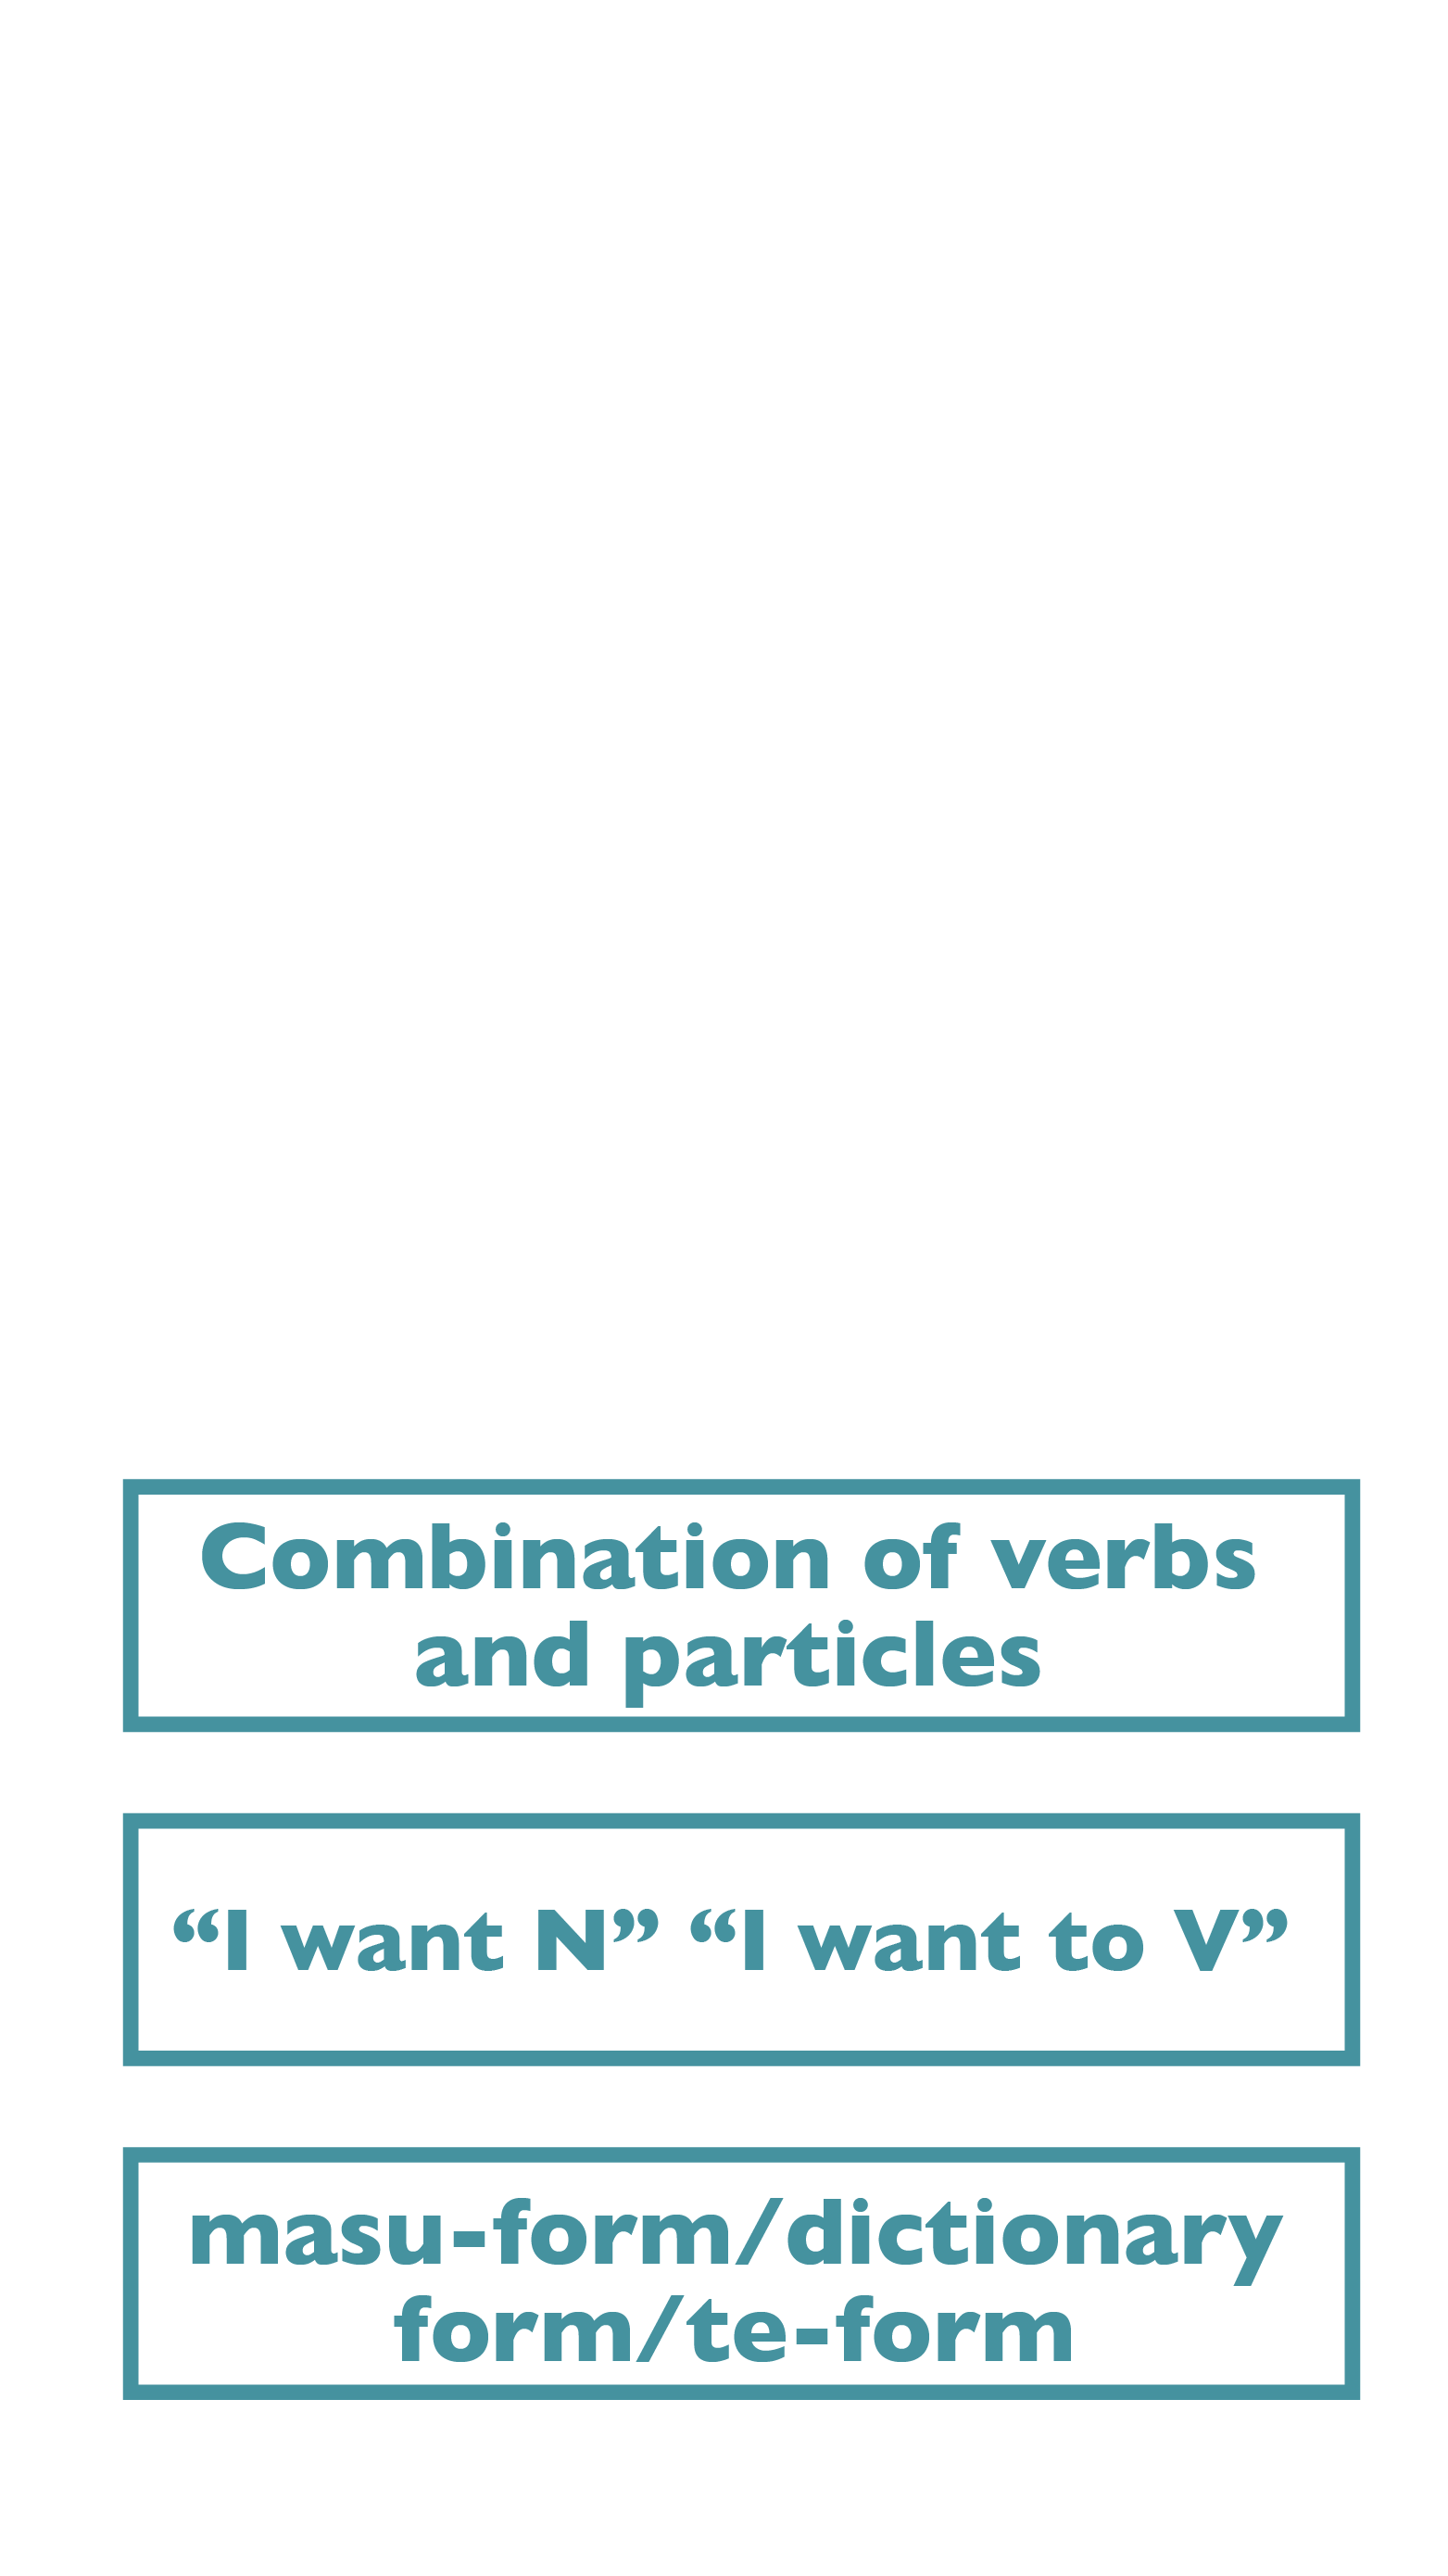 Combination of verbs
and particles
“I want N” “I want to V”
masu-form/dictionary
form/te-form